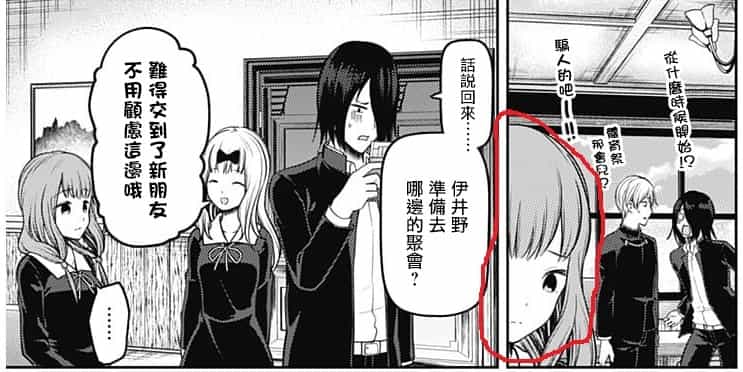 從什麼時候開始!?
體育祭
那會兒?
騙人的吧――
話說回來……
伊井野
準備去
哪邊的聚會?
難得交到了新朋友
不用顧慮這邊哦
……